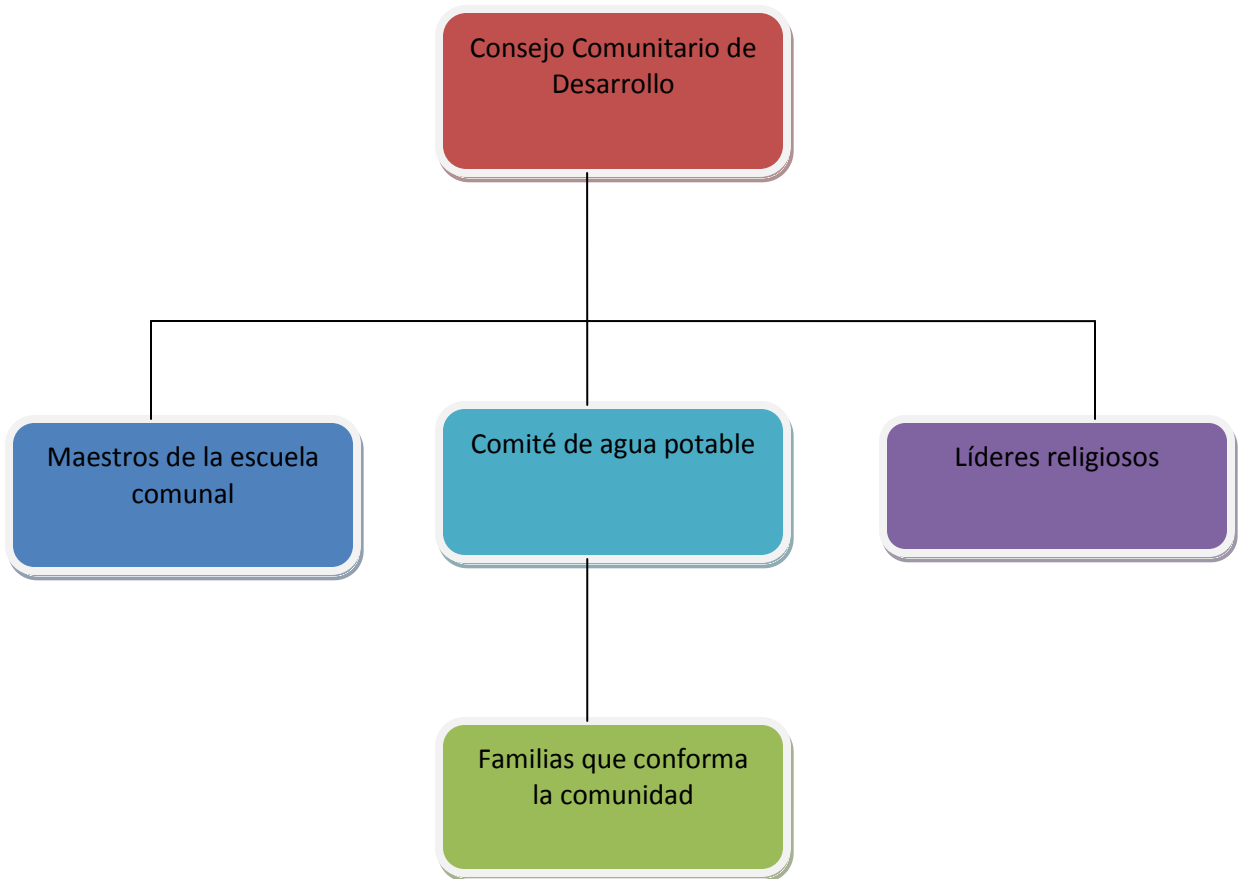 Consejo Comunitario de
Desarrollo
Maestros de la escuela
comunal
Comité de agua potable
Líderes religiosos
Familias que conforma
la comunidad